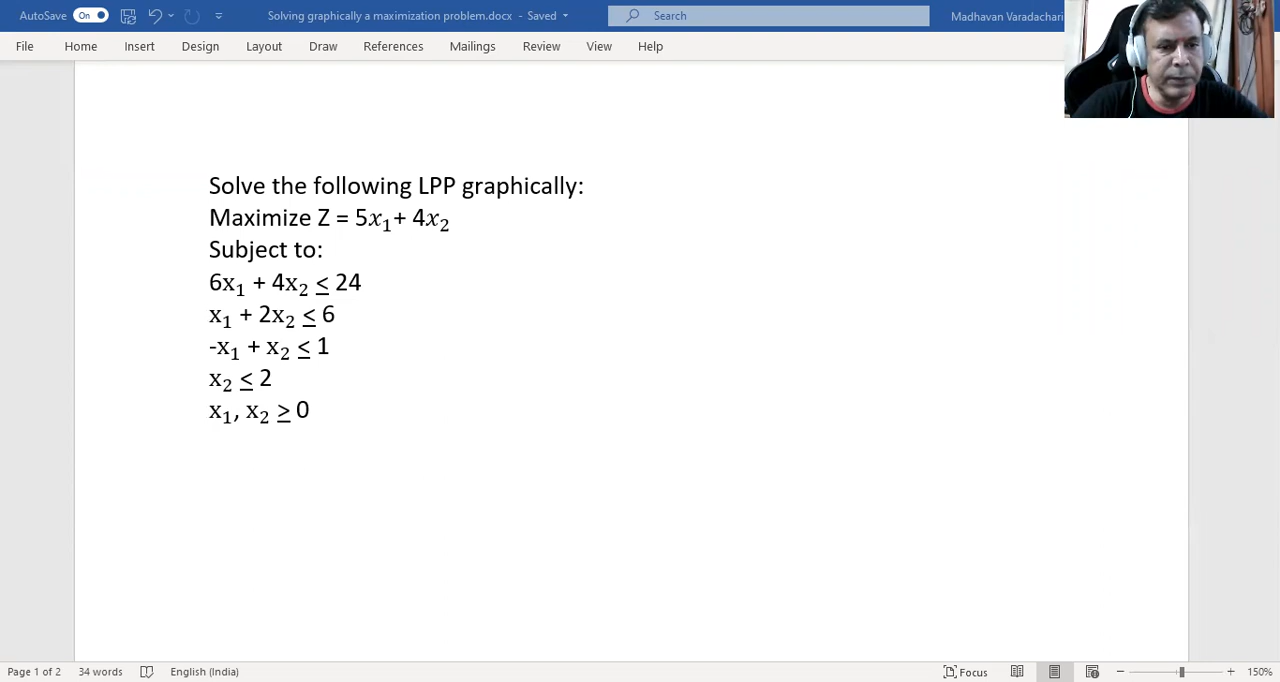 AutoSave On Solving graphically a maximization problem.docx - Saved Search Madhavan Varadachari
File Home Insert Design Layout Draw References Mailings Review View Help
Solve the following LPP graphically:
Maximize Z = 5x₁+ 4x₂
Subject to:
6x₁ + 4x₂ ≤ 24
x₁ + 2x₂ ≤ 6
-x₁ + x₂ ≤ 1
x₂ ≤ 2
x₁, x₂ ≥ 0
Page 1 of 2 34 words English (India) Focus 150%